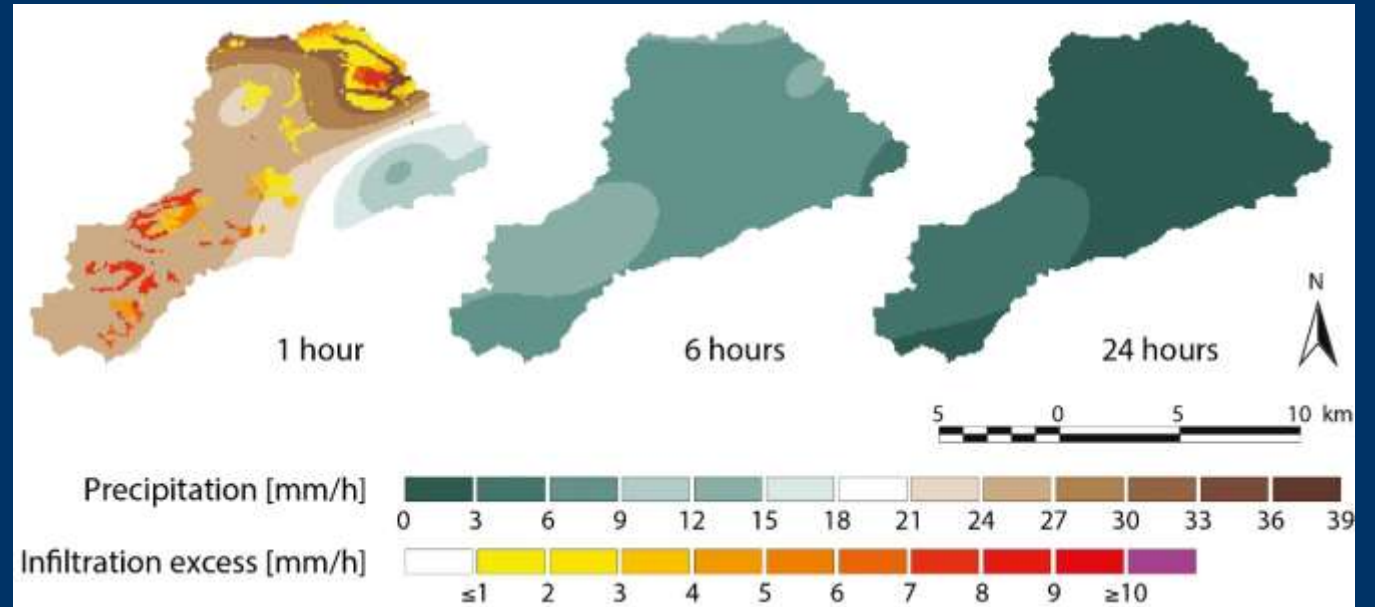 1 hour
6 hours
24 hours
N
5 0 5 10 km
Precipitation [mm/h]
0 3 6 9 12 15 18 21 24 27 30 33 36 39
Infiltration excess [mm/h]
≤1 2 3 4 5 6 7 8 9 ≥10